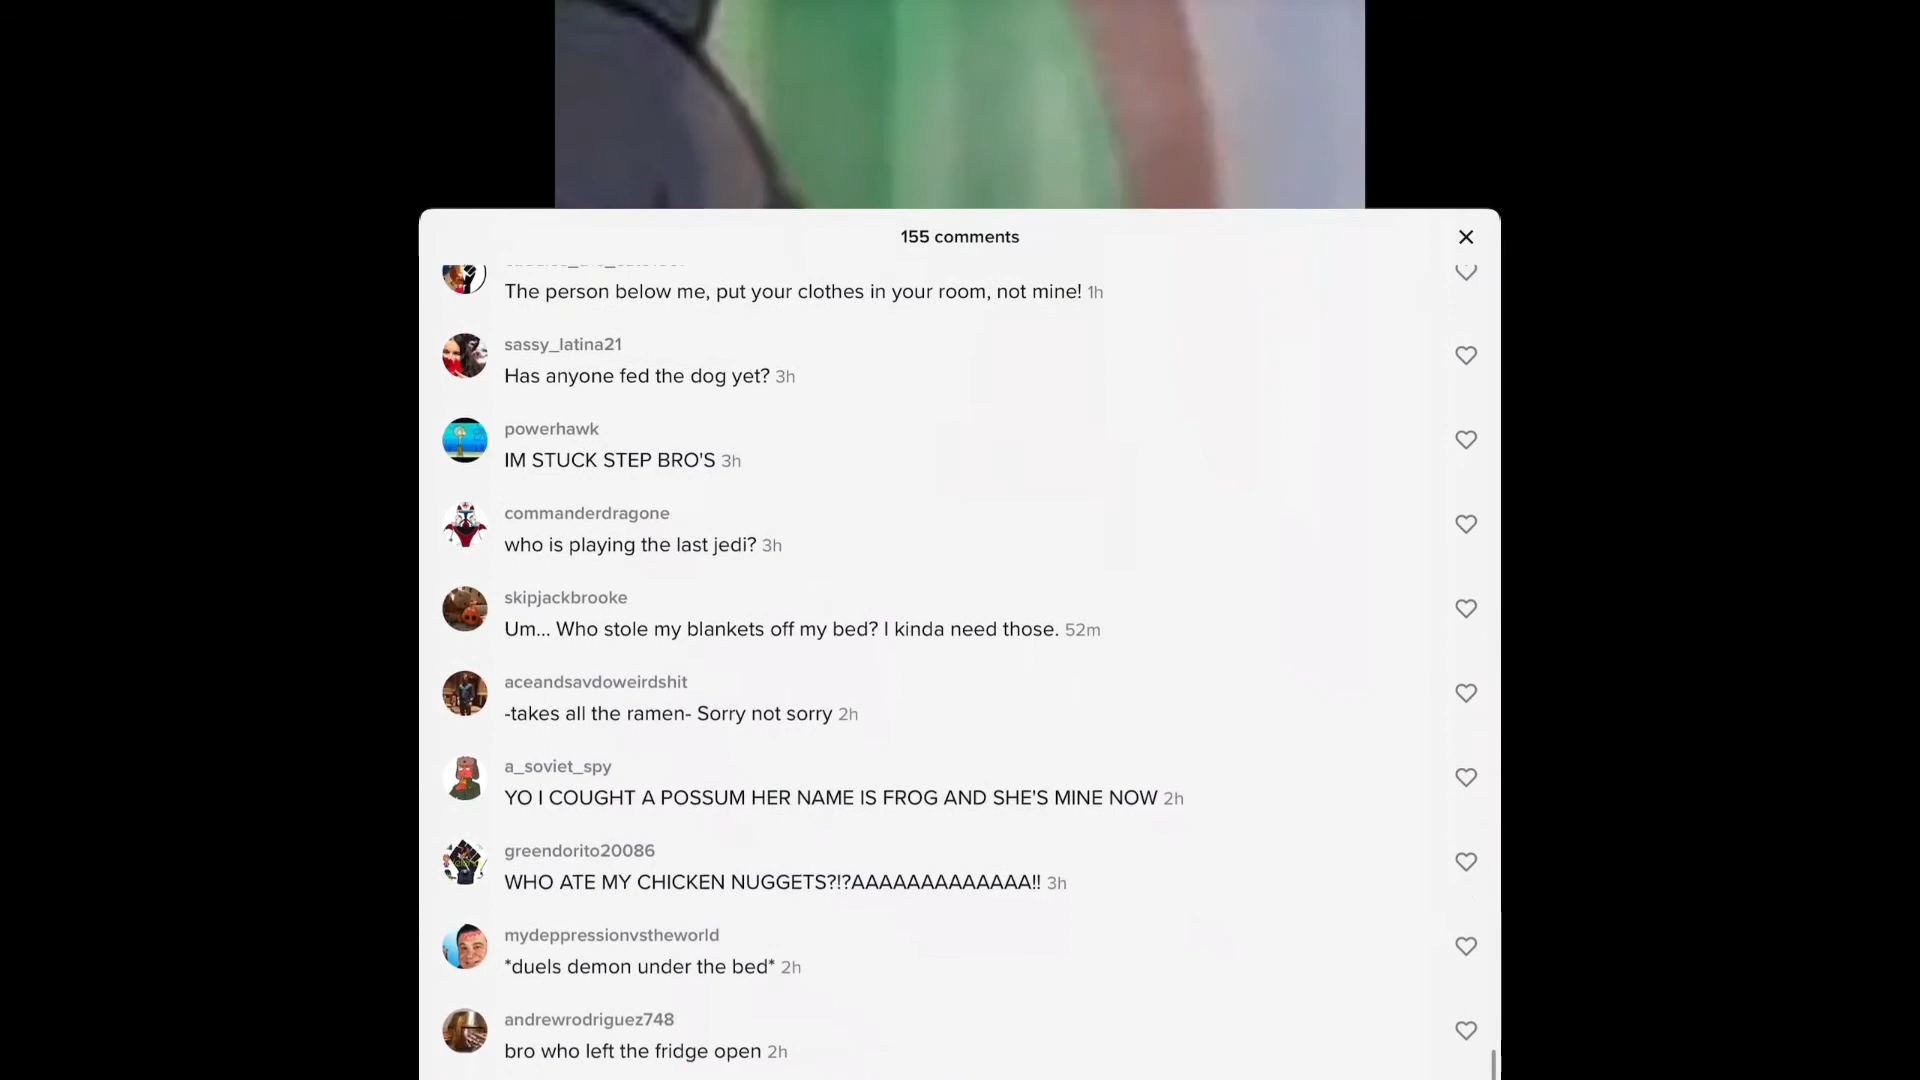 155 comments
The person below me, put your clothes in your room, not mine! 1h
sassy_latina21
Has anyone fed the dog yet? 3h
powerhawk
IM STUCK STEP BRO'S 3h
commanderdragone
who is playing the last jedi? 3h
skipjackbrooke
Um... Who stole my blankets off my bed? I kinda need those. 52m
aceandsavdoweirdshit
-takes all the ramen- Sorry not sorry 2h
a_soviet_spy
YO I COUGHT A POSSUM HER NAME IS FROG AND SHE'S MINE NOW 2h
greendorito20086
WHO ATE MY CHICKEN NUGGETS?!?AAAAAAAAAAAAA!! 3h
mydeppressionvstheworld
*duels demon under the bed* 2h
andrewrodriguez748
bro who left the fridge open 2h